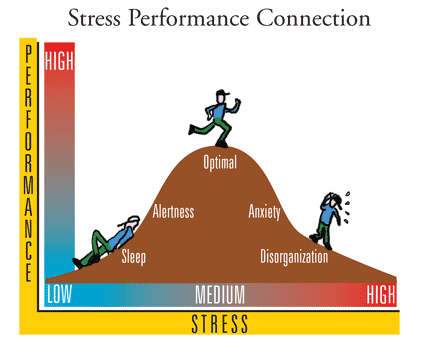 Stress Performance Connection
PERFORMANCE
HIGH
Optimal
Alertness
Anxiety
Sleep
Disorganization
LOW
MEDIUM
HIGH
STRESS